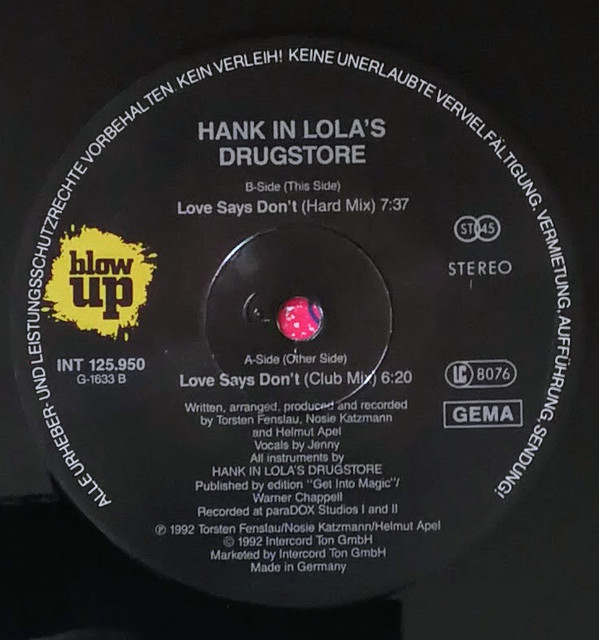 ALLE URHEBER- UND LEISTUNGSSCHUTZRECHTE VORBEHALTEN. KEIN VERLEIH! KEINE UNERLAUBTE VERVIELFÄLTIGUNG, VERMIETUNG, AUFFÜHRUNG, SENDUNG!
HANK IN LOLA'S
DRUGSTORE
B-Side (This Side)
Love Says Don't (Hard Mix) 7:37
ST 45
STEREO
I
blow
up
INT 125.950
G-1633 B
A-Side (Other Side)
Love Says Don't (Club Mix) 6:20
LC 8076
GEMA
Written, arranged, produced and recorded
by Torsten Fenslau, Nosie Katzmann
and Helmut Apel
Vocals by Jenny
All instruments by
HANK IN LOLA'S DRUGSTORE
Published by edition "Get Into Magic"/
Warner Chappell
Recorded at paraDOX Studios I and II
℗ 1992 Torsten Fenslau/Nosie Katzmann/Helmut Apel
© 1992 Intercord Ton GmbH
Marketed by Intercord Ton GmbH
Made in Germany